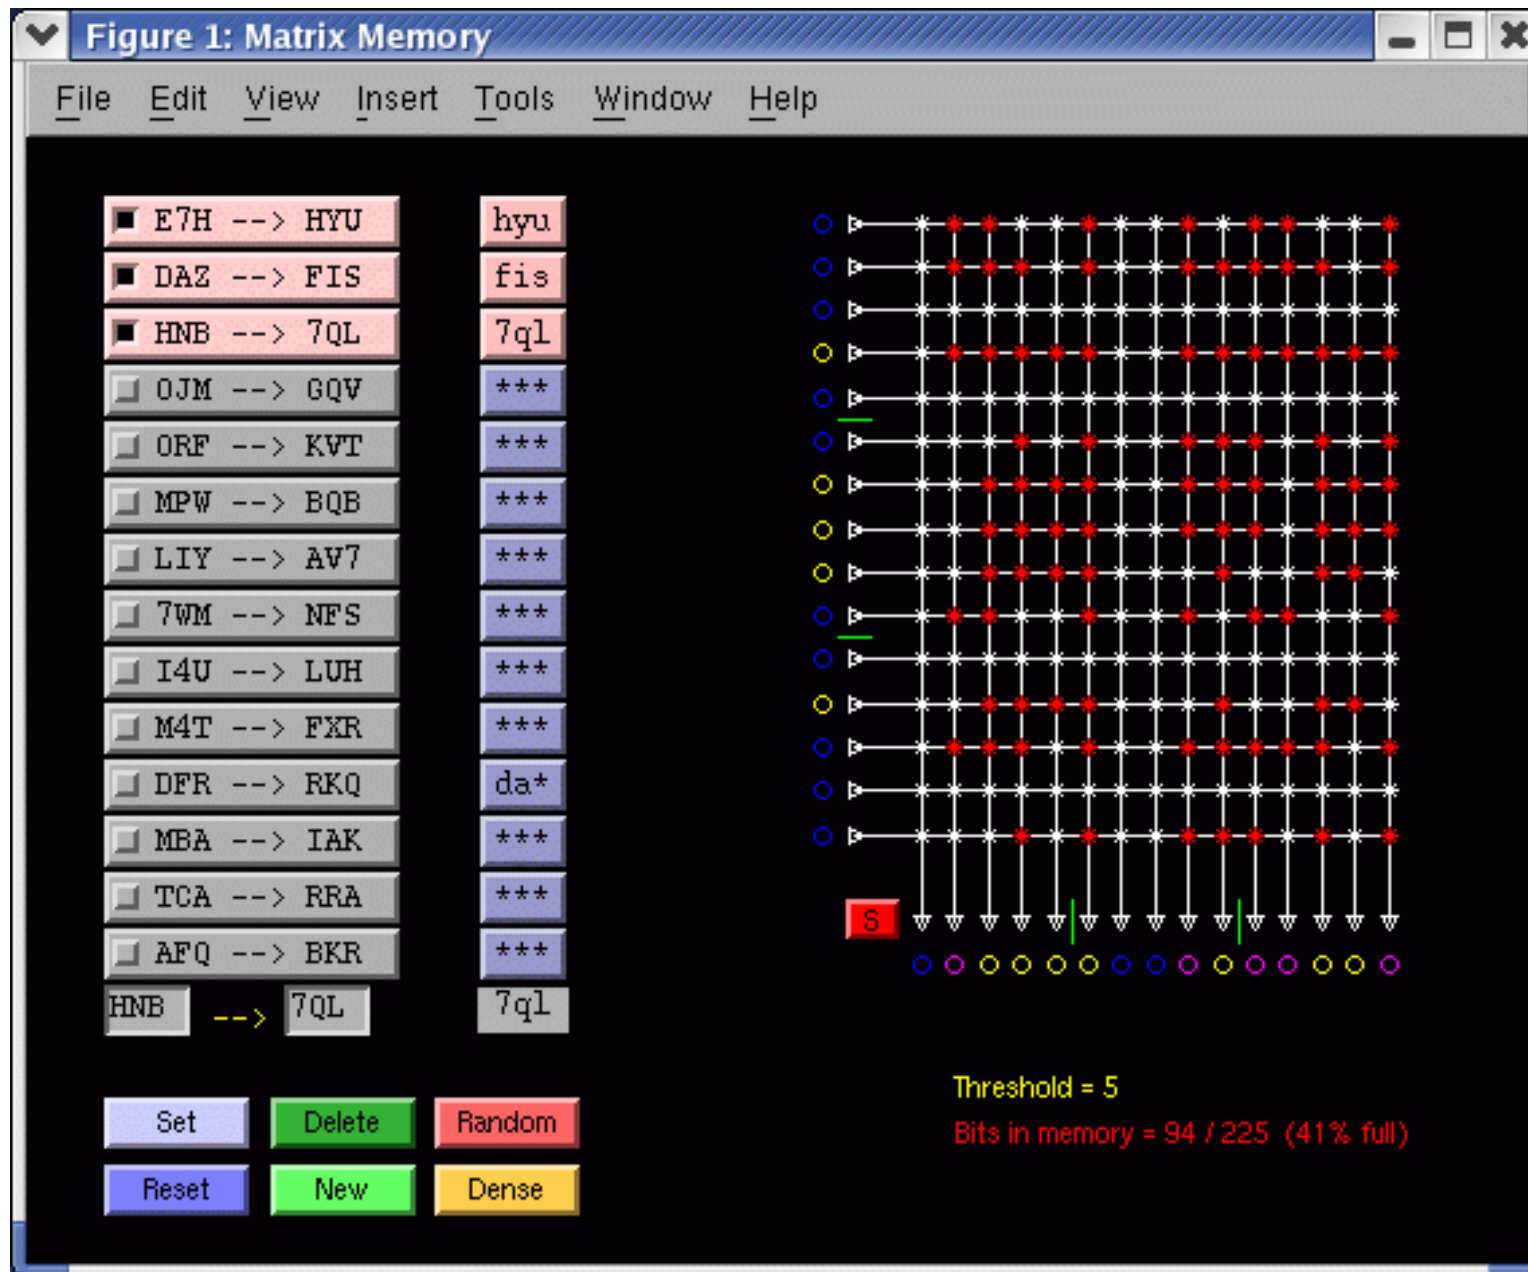 Figure 1: Matrix Memory
File Edit View Insert Tools Window Help
E7H --> HYU hyu
DAZ --> FIS fis
HNB --> 7QL 7ql
OJM --> GQV ***
ORF --> KVT ***
MPW --> BQB ***
LIY --> AV7 ***
7WM --> NFS ***
I4U --> LUH ***
M4T --> FXR ***
DFR --> RKQ da*
MBA --> IAK ***
TCA --> RRA ***
AFQ --> BKR ***
HNB --> 7QL 7ql
S
Threshold = 5
Bits in memory = 94 / 225 (41% full)
Set Delete Random
Reset New Dense